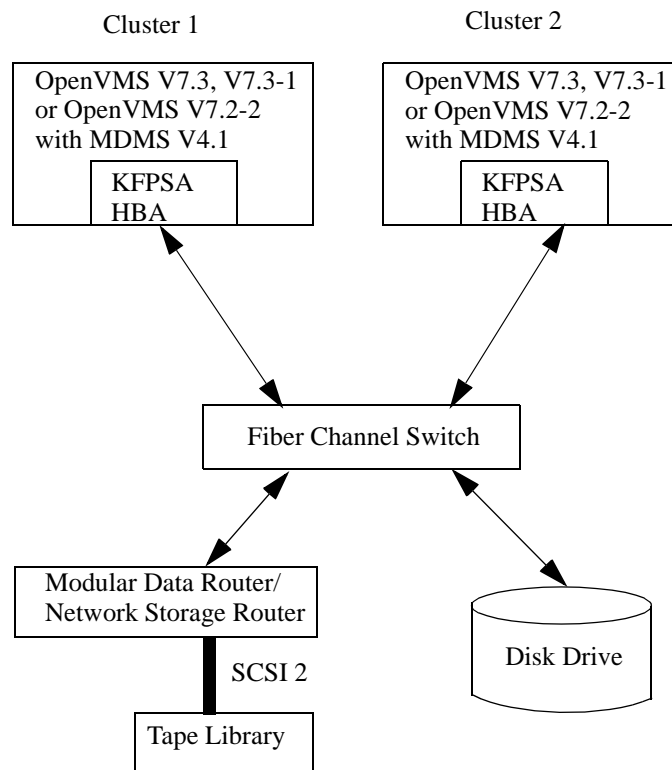 Cluster 1
OpenVMS V7.3, V7.3-1
or OpenVMS V7.2-2
with MDMS V4.1
KFPSA
HBA
Cluster 2
OpenVMS V7.3, V7.3-1
or OpenVMS V7.2-2
with MDMS V4.1
KFPSA
HBA
Fiber Channel Switch
Modular Data Router/
Network Storage Router
SCSI 2
Tape Library
Disk Drive